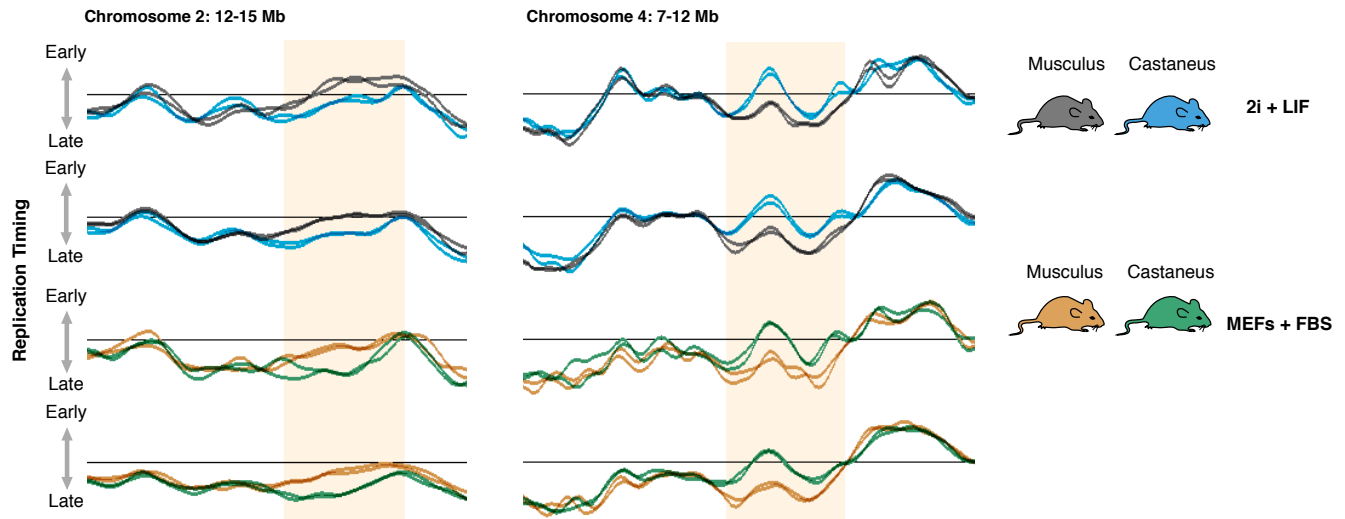 Chromosome 2: 12-15 Mb
Chromosome 4: 7-12 Mb
Replication Timing
Early
Late
Early
Late
Early
Late
Early
Late
Musculus
Castaneus
2i + LIF
Musculus
Castaneus
MEFs + FBS